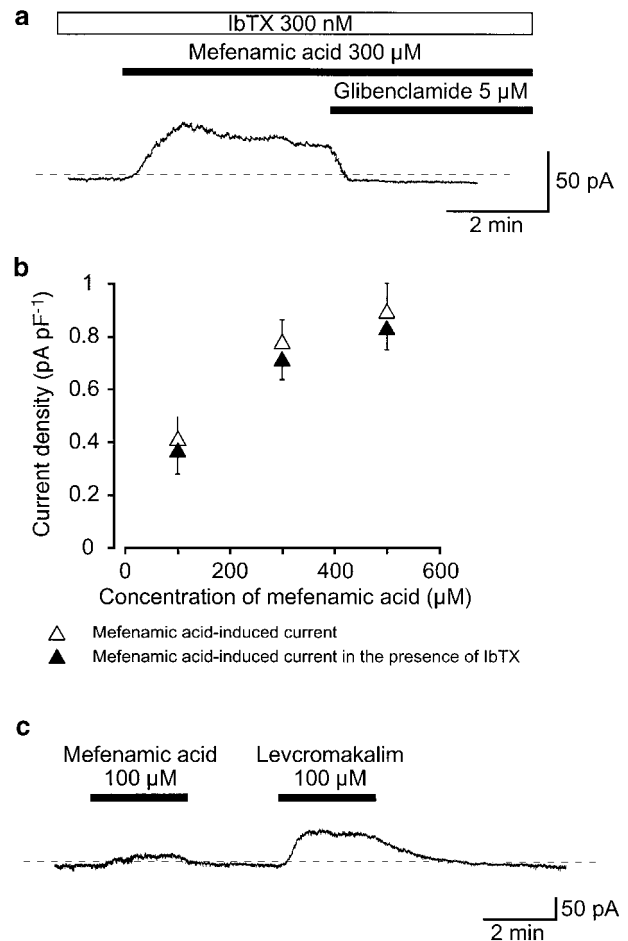 a
IbTX 300 nM
Mefenamic acid 300 µM
Glibenclamide 5 µM
50 pA
2 min
b
Current density (pA pF⁻¹)
1
0.8
0.6
0.4
0.2
0
0 200 400 600
Concentration of mefenamic acid (µM)
Mefenamic acid-induced current
Mefenamic acid-induced current in the presence of IbTX
c
Mefenamic acid Levcromakalim
100 µM 100 µM
50 pA
2 min